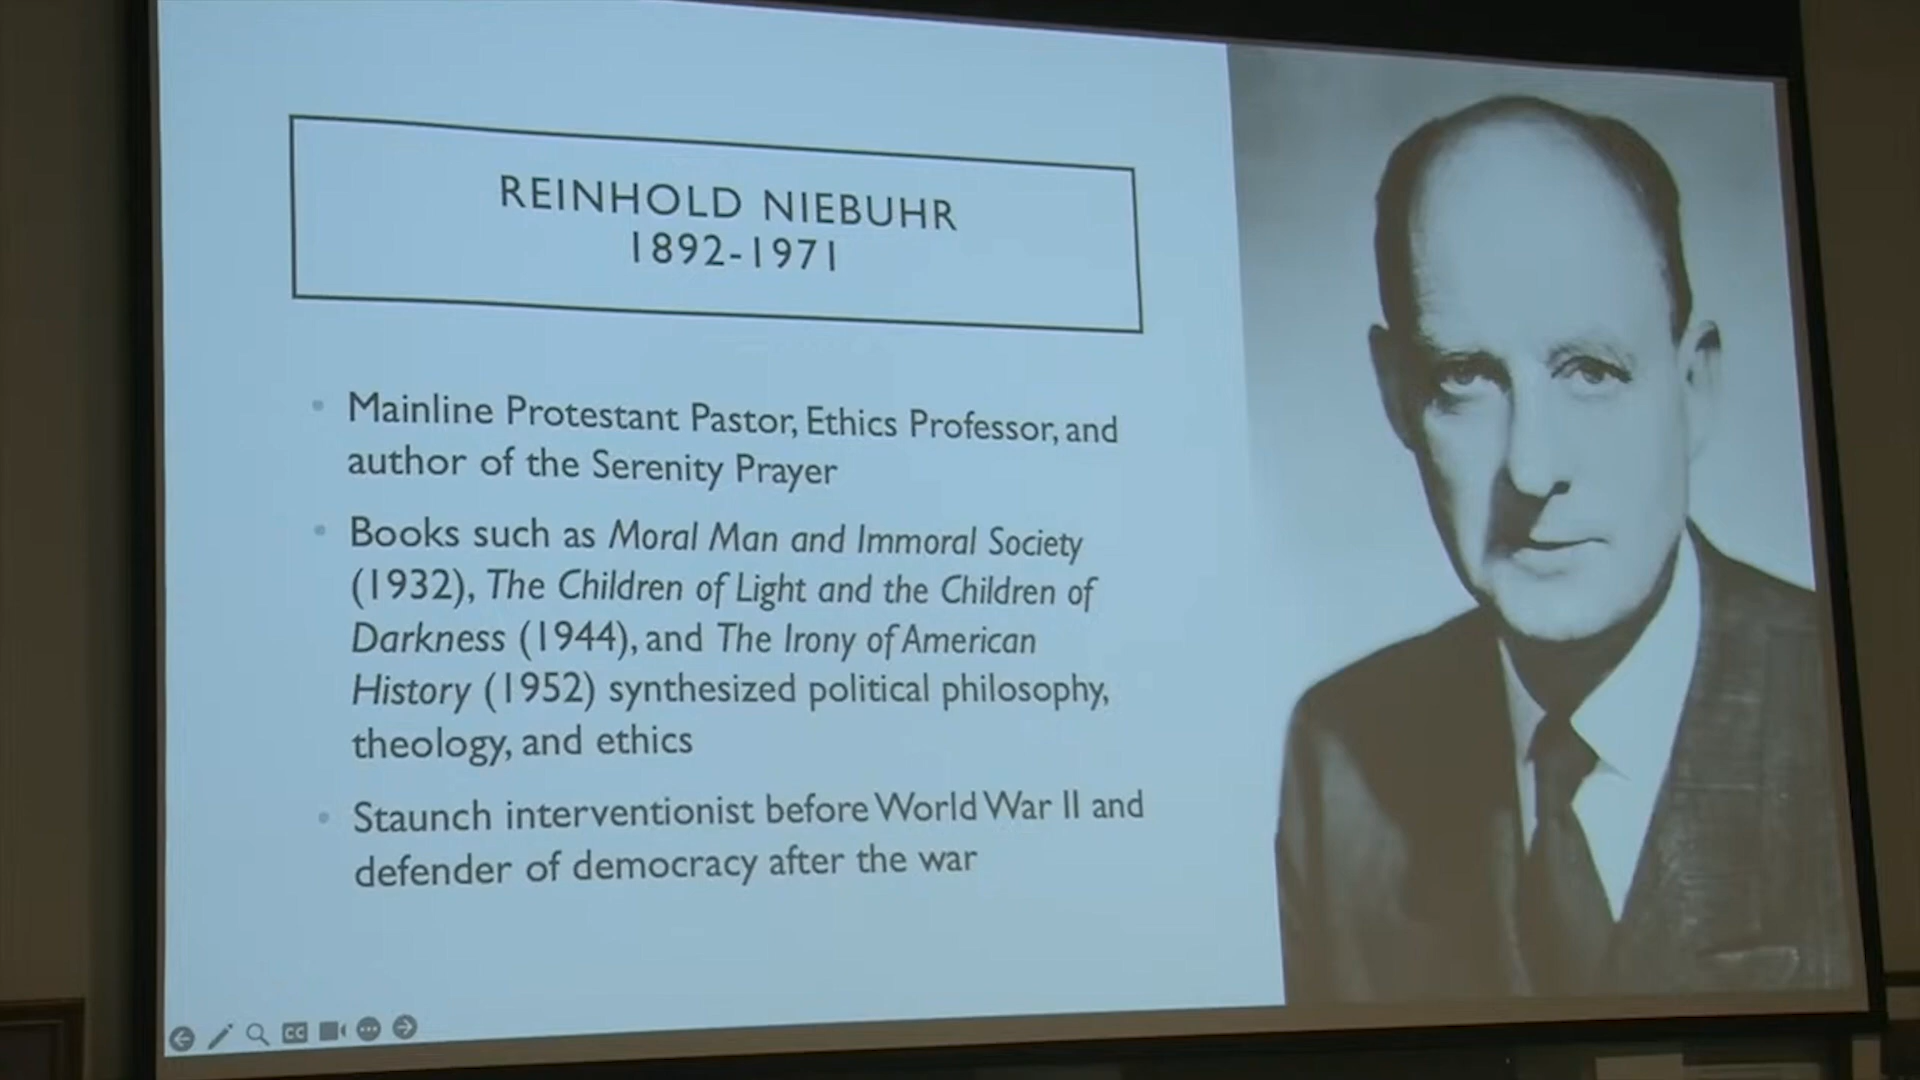 REINHOLD NIEBUHR
1892-1971
• Mainline Protestant Pastor, Ethics Professor, and
author of the Serenity Prayer
• Books such as Moral Man and Immoral Society
(1932), The Children of Light and the Children of
Darkness (1944), and The Irony of American
History (1952) synthesized political philosophy,
theology, and ethics
• Staunch interventionist before World War II and
defender of democracy after the war
CC